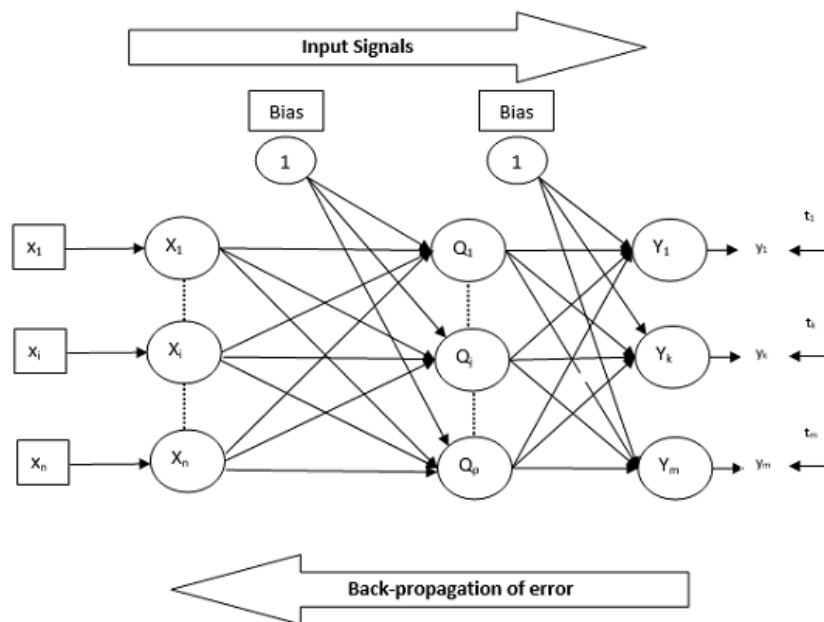 Input Signals
Bias Bias
1 1
x₁ X₁ Q₁ Y₁ y₁ t₁
xᵢ Xᵢ Qⱼ Yₖ yₖ tₖ
xₙ Xₙ Qₚ Yₘ yₘ tₘ
Back-propagation of error